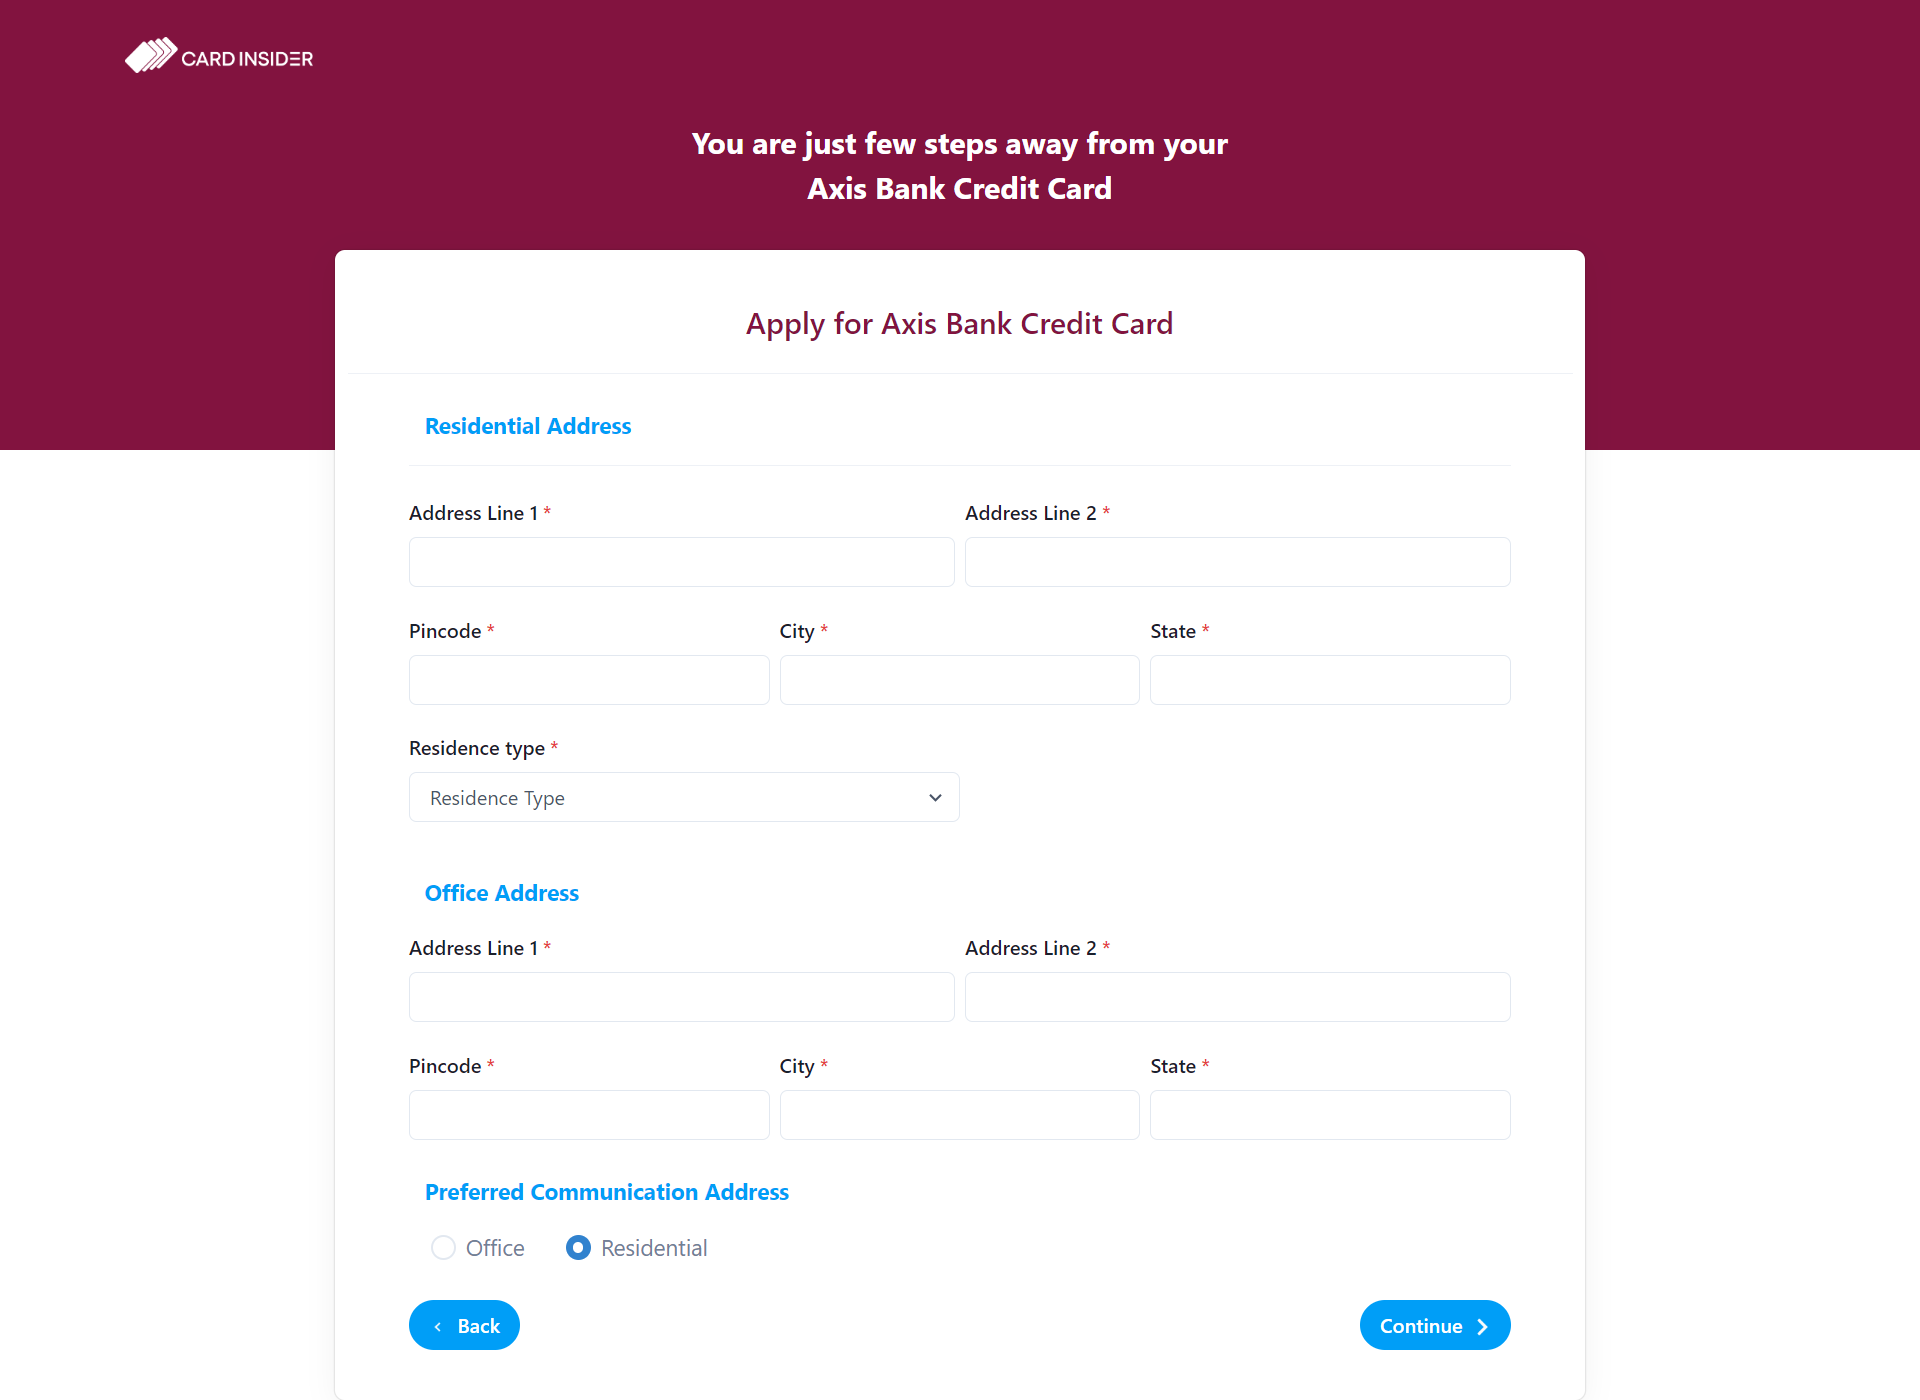 CARD INSIDER
You are just few steps away from your
Axis Bank Credit Card
Apply for Axis Bank Credit Card
Residential Address
Address Line 1 * Address Line 2 *
Pincode * City * State *
Residence type *
Residence Type
Office Address
Address Line 1 * Address Line 2 *
Pincode * City * State *
Preferred Communication Address
Office Residential
Back Continue